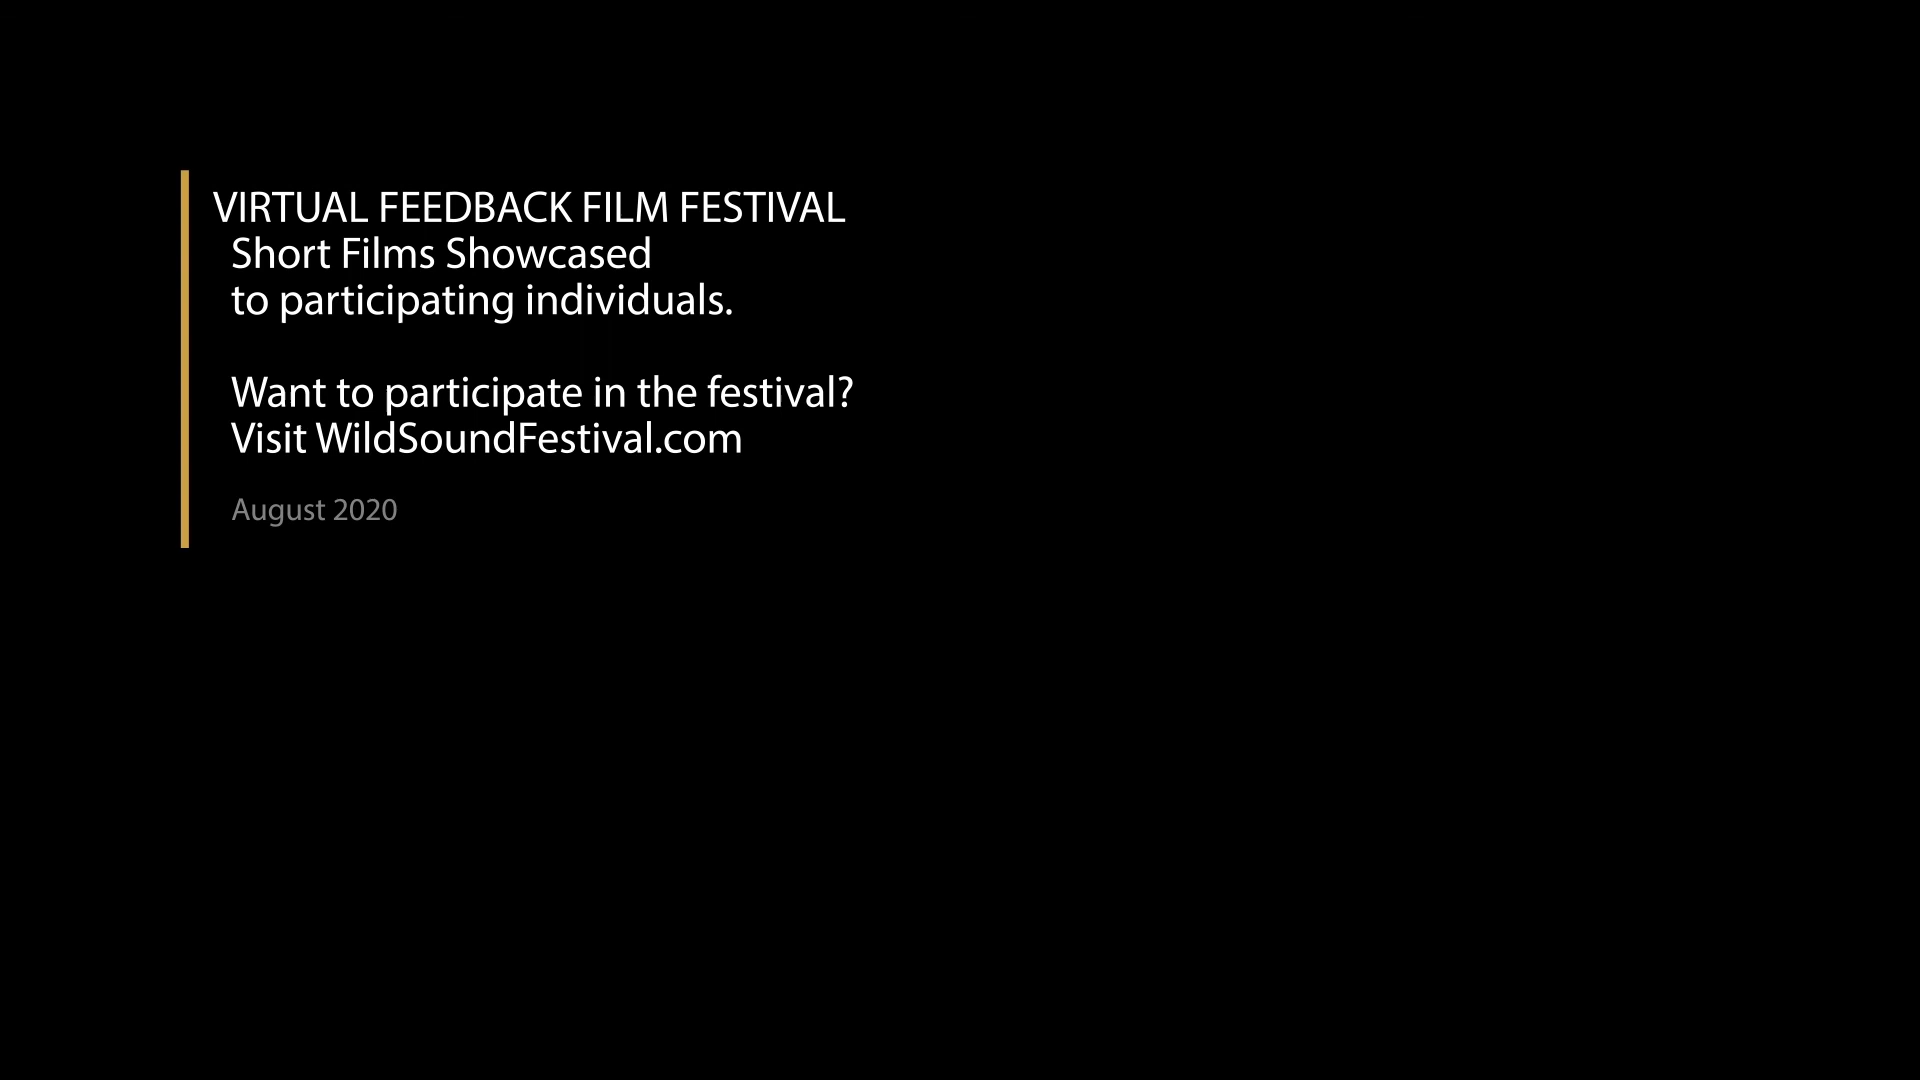 VIRTUAL FEEDBACK FILM FESTIVAL
Short Films Showcased
to participating individuals.
Want to participate in the festival?
Visit WildSoundFestival.com
August 2020